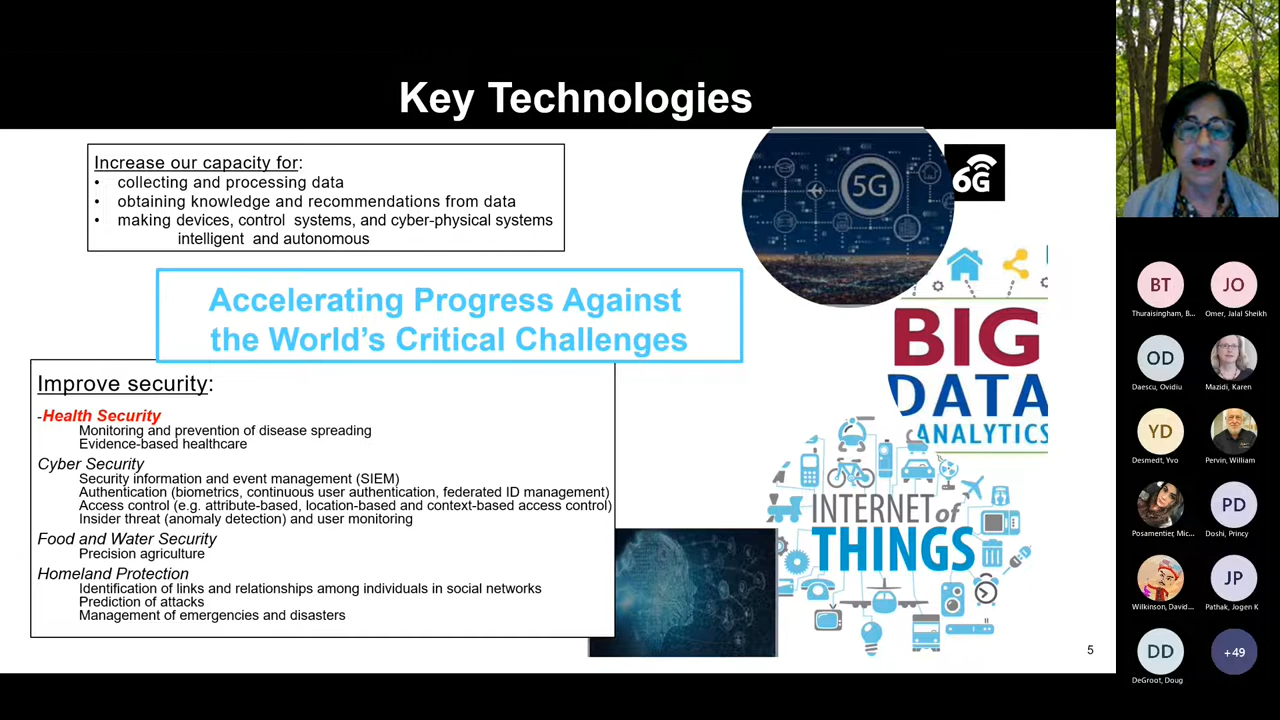 Key Technologies
Increase our capacity for:
• collecting and processing data
• obtaining knowledge and recommendations from data
• making devices, control systems, and cyber-physical systems
intelligent and autonomous
5G
6G
Accelerating Progress Against
the World's Critical Challenges
BIG
DATA
ANALYTICS
Improve security:
-Health Security
Monitoring and prevention of disease spreading
Evidence-based healthcare
Cyber Security
Security information and event management (SIEM)
Authentication (biometrics, continuous user authentication, federated ID management)
Access control (e.g. attribute-based, location-based and context-based access control)
Insider threat (anomaly detection) and user monitoring
Food and Water Security
Precision agriculture
Homeland Protection
Identification of links and relationships among individuals in social networks
Prediction of attacks
Management of emergencies and disasters
INTERNET of
THINGS
5
BT
JO
Thuraisingham, B...
Omer, Jalal Sheikh
OD
Daescu, Ovidiu
Mazidi, Karen
YD
Desmedt, Yvo
Pervin, William
PD
Posamentier, Mic...
Doshi, Princy
JP
Wilkinson, David...
Pathak, Jogen K
DD
+49
DeGroot, Doug